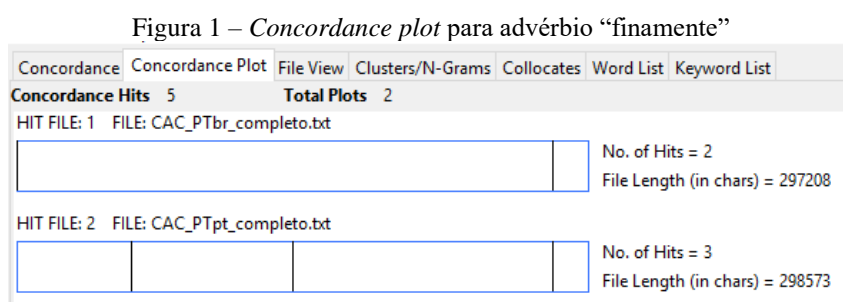 Figura 1 – Concordance plot para advérbio “finamente”
Concordance Concordance Plot File View Clusters/N-Grams Collocates Word List Keyword List
Concordance Hits 5 Total Plots 2
HIT FILE: 1 FILE: CAC_PTbr_completo.txt
No. of Hits = 2
File Length (in chars) = 297208
HIT FILE: 2 FILE: CAC_PTpt_completo.txt
No. of Hits = 3
File Length (in chars) = 298573